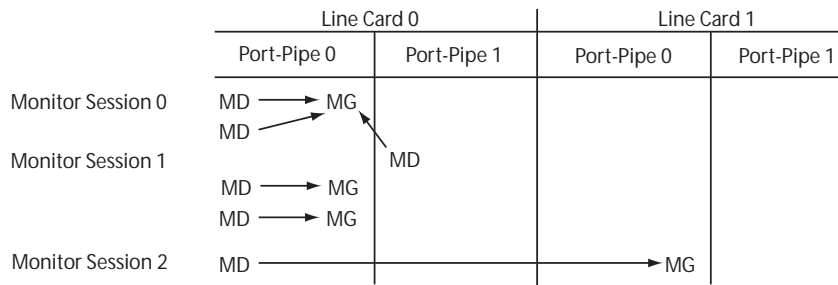 Line Card 0 Line Card 1
Port-Pipe 0 Port-Pipe 1 Port-Pipe 0 Port-Pipe 1
Monitor Session 0 MD MG
MD
Monitor Session 1 MD
MD MG
MD MG
Monitor Session 2 MD MG